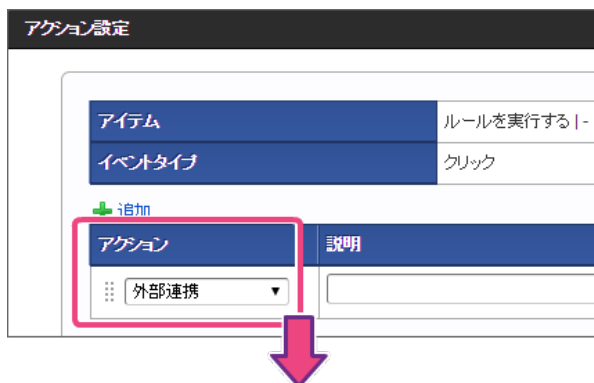 アクション設定
アイテム ルールを実行する | -
イベントタイプ クリック
追加
アクション 説明
外部連携